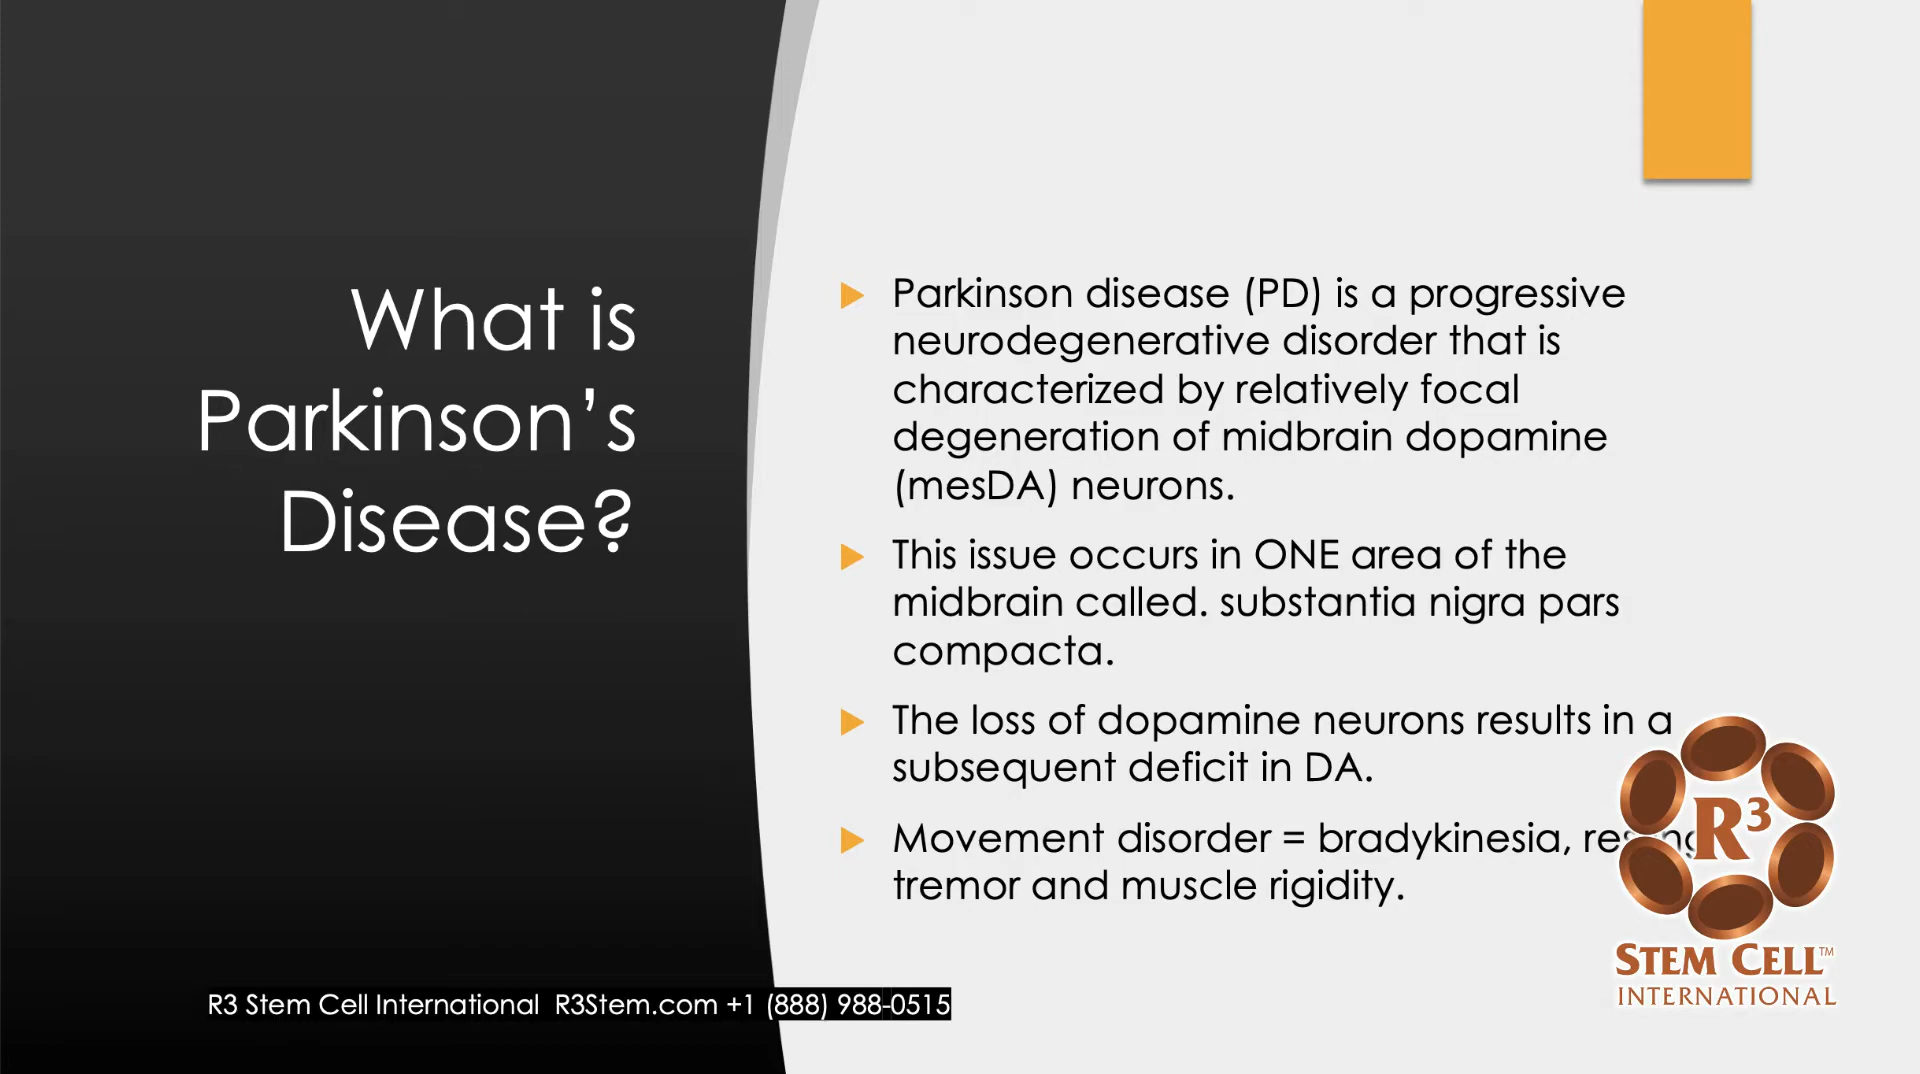 What is
Parkinson’s
Disease?
Parkinson disease (PD) is a progressive
neurodegenerative disorder that is
characterized by relatively focal
degeneration of midbrain dopamine
(mesDA) neurons.
This issue occurs in ONE area of the
midbrain called. substantia nigra pars
compacta.
The loss of dopamine neurons results in a
subsequent deficit in DA.
Movement disorder = bradykinesia,
tremor and muscle rigidity.
R3
STEM CELL™
INTERNATIONAL
R3 Stem Cell International R3Stem.com +1 (888) 988-0515